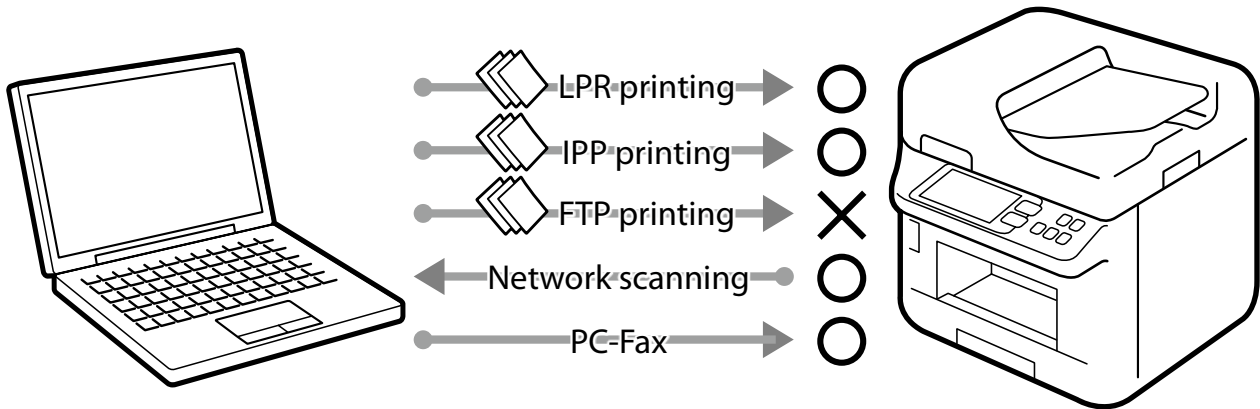 LPR printing
IPP printing
FTP printing
Network scanning
PC-Fax